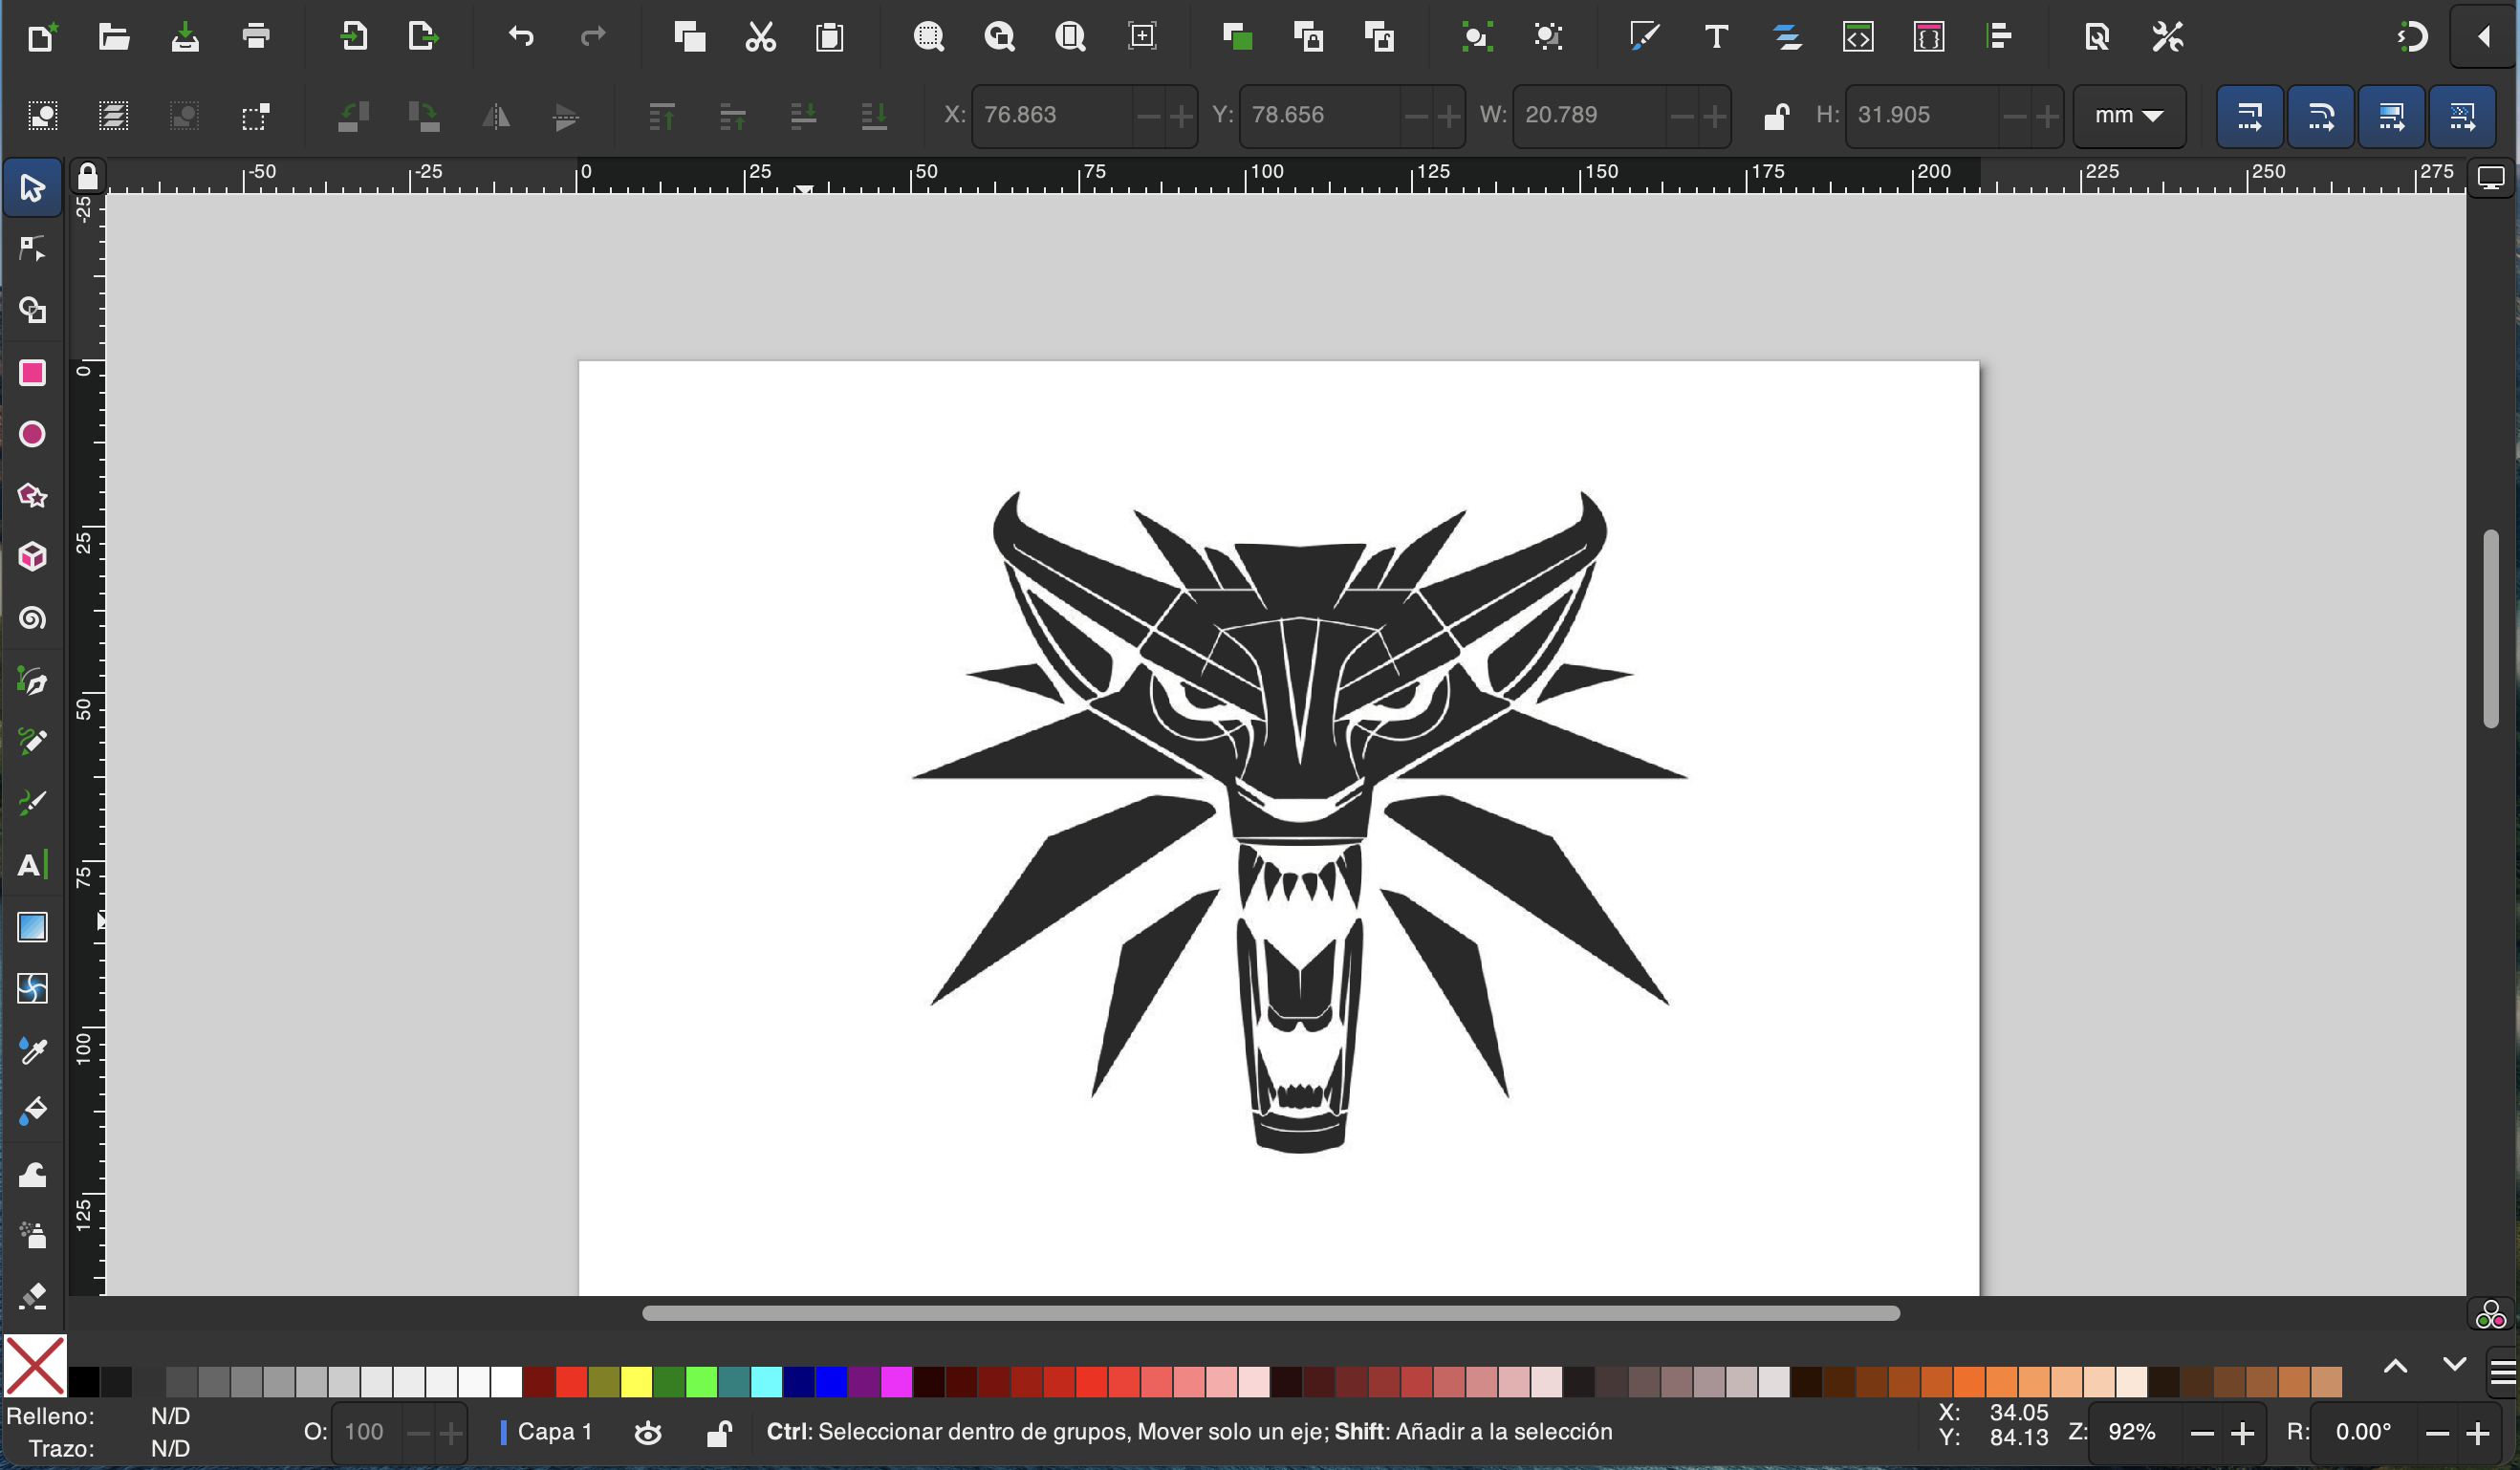 X: 76.863 Y: 78.656 W: 20.789 H: 31.905 mm
-50 -25 0 25 50 75 100 125 150 175 200 225 250 275
-25
0
25
50
75
100
125
A
Relleno: N/D
Trazo: N/D
O: 100
Capa 1
Ctrl: Seleccionar dentro de grupos, Mover solo un eje; Shift: Añadir a la selección
X: 34.05
Y: 84.13
Z: 92%
R: 0.00°